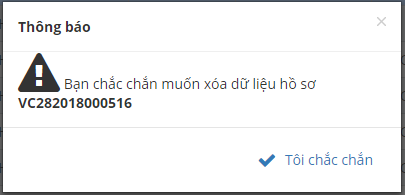 Thông báo
Bạn chắc chắn muốn xóa dữ liệu hồ sơ
VC282018000516
Tôi chắc chắn